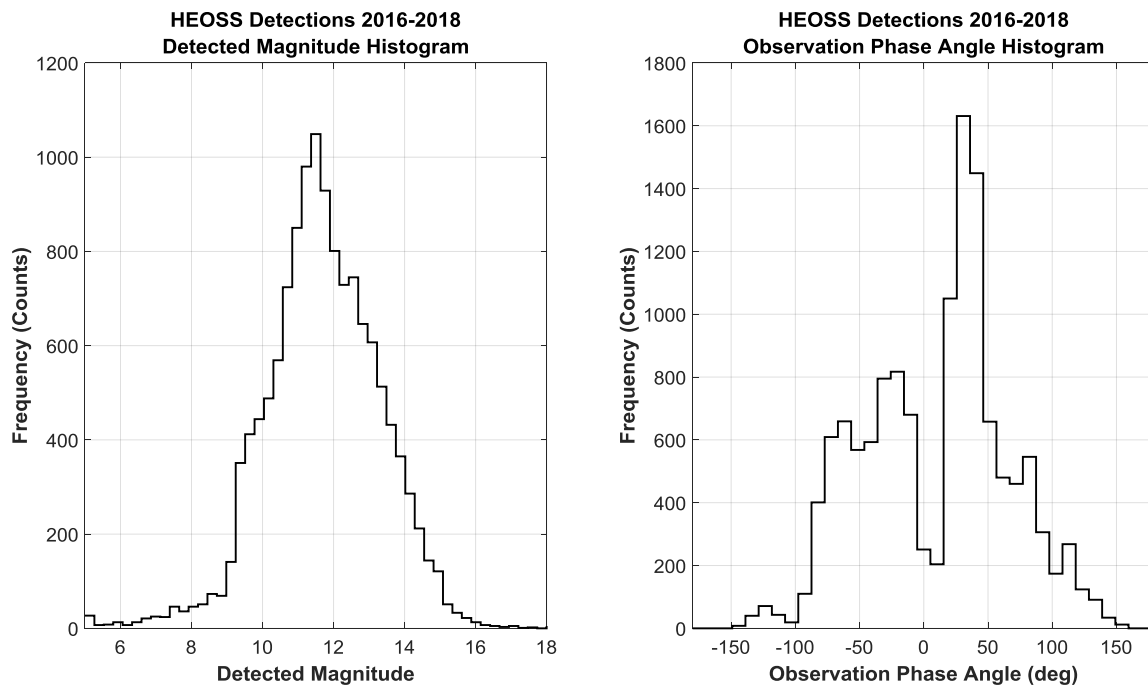 HEOSS Detections 2016-2018
Detected Magnitude Histogram
1200
1000
800
600
400
200
0
Frequency (Counts)
6 8 10 12 14 16 18
Detected Magnitude
HEOSS Detections 2016-2018
Observation Phase Angle Histogram
1800
1600
1400
1200
1000
800
600
400
200
0
Frequency (Counts)
-150 -100 -50 0 50 100 150
Observation Phase Angle (deg)